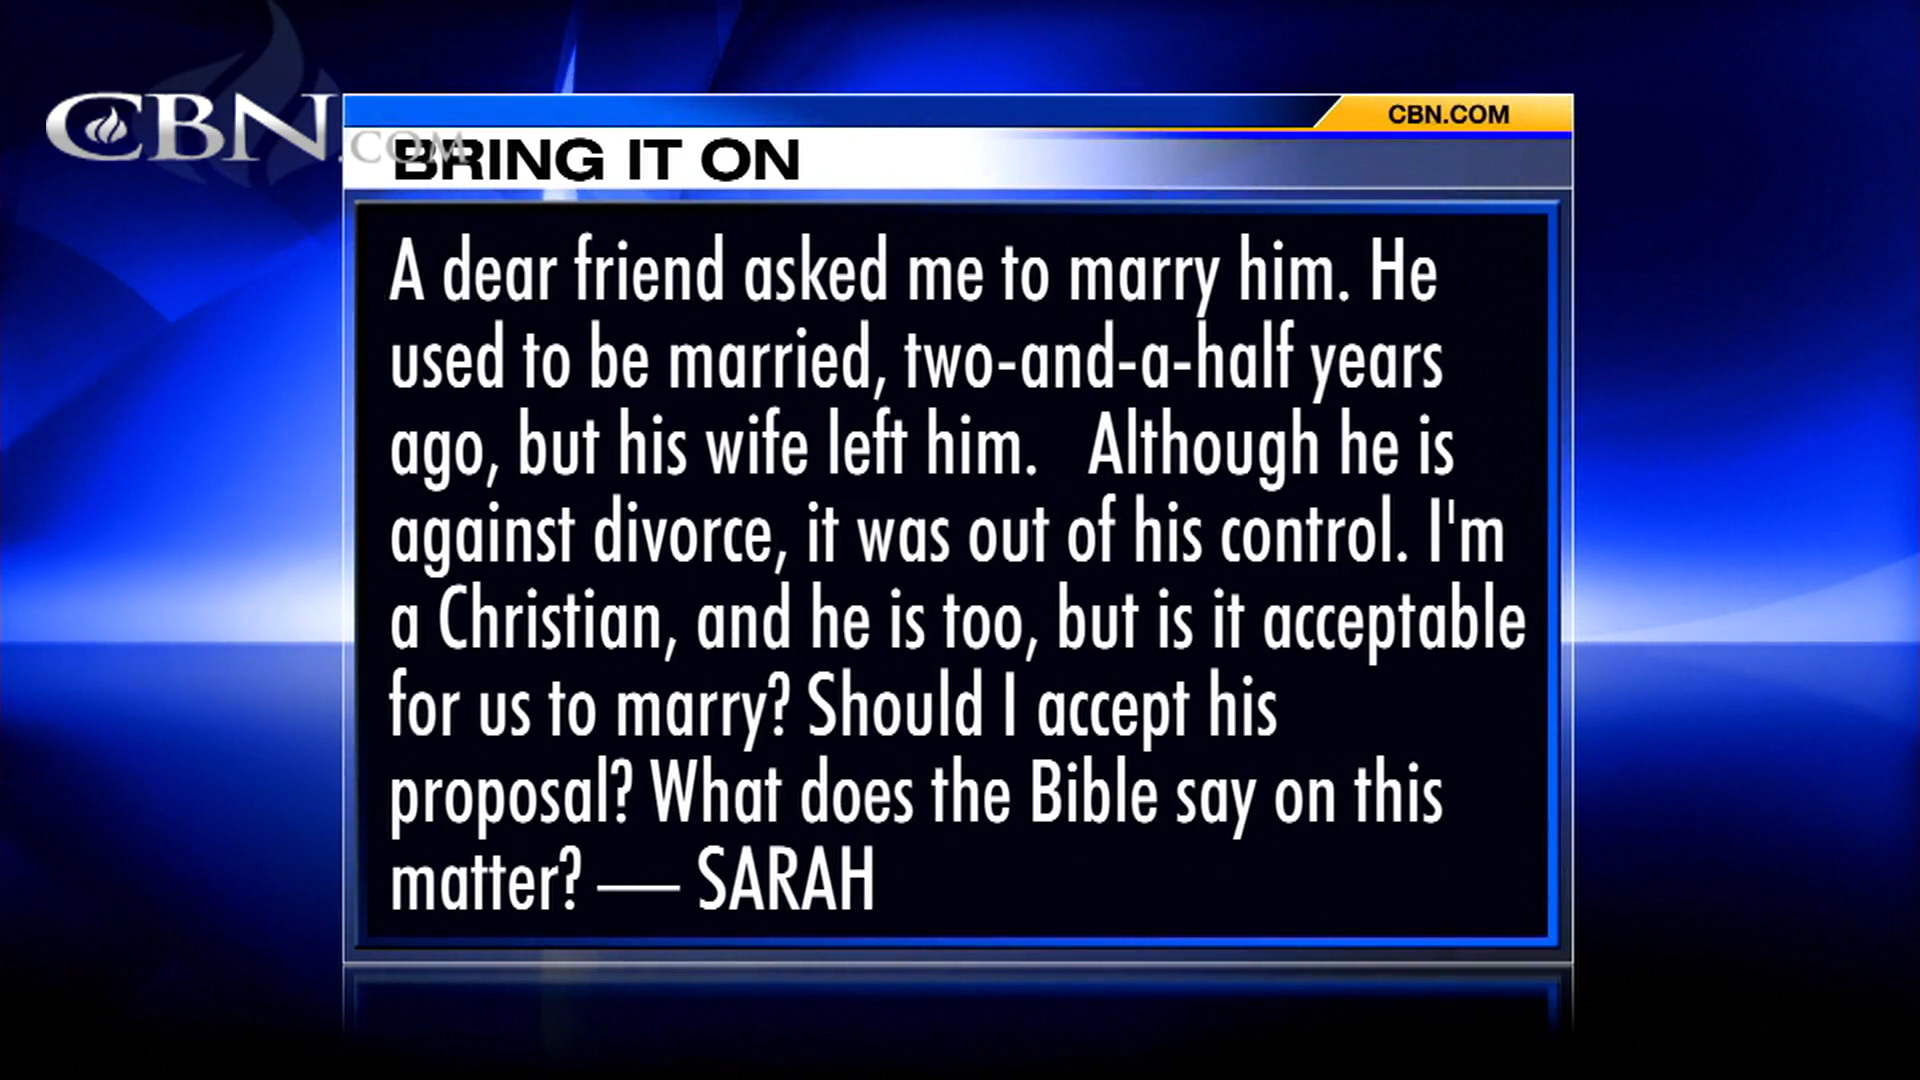 CBN.COM
CBN.COM
BRING IT ON
A dear friend asked me to marry him. He
used to be married, two-and-a-half years
ago, but his wife left him.   Although he is
against divorce, it was out of his control. I'm
a Christian, and he is too, but is it acceptable
for us to marry? Should I accept his
proposal? What does the Bible say on this
matter? — SARAH